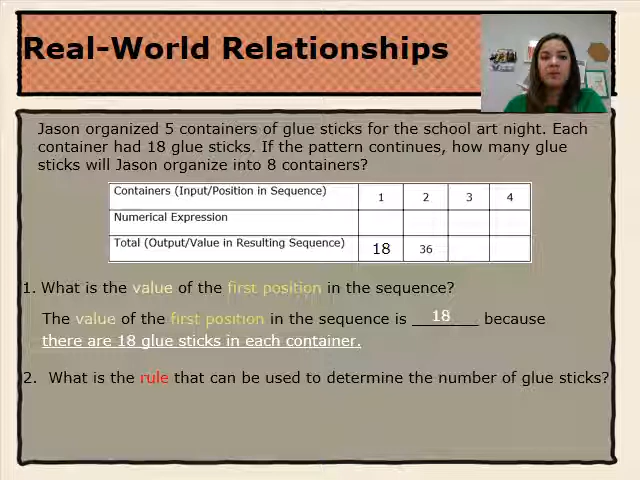 Real-World Relationships
Jason organized 5 containers of glue sticks for the school art night. Each
container had 18 glue sticks. If the pattern continues, how many glue
sticks will Jason organize into 8 containers?
Containers (Input/Position in Sequence) 1 2 3 4
Numerical Expression
Total (Output/Value in Resulting Sequence) 18 36
1. What is the value of the first position in the sequence?
The value of the first position in the sequence is 18 because
there are 18 glue sticks in each container.
2. What is the rule that can be used to determine the number of glue sticks?